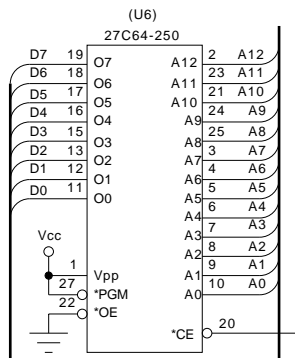 (U6)
27C64-250
D7 19 O7 A12 2 A12
D6 18 O6 A11 23 A11
D5 17 O5 A10 21 A10
D4 16 O4 A9 24 A9
D3 15 O3 A8 25 A8
D2 13 O2 A7 3 A7
D1 12 O1 A6 4 A6
D0 11 O0 A5 5 A5
A4 6 A4
A3 7 A3
Vcc A2 8 A2
1 Vpp A1 9 A1
27 *PGM A0 10 A0
22 *OE
*CE 20